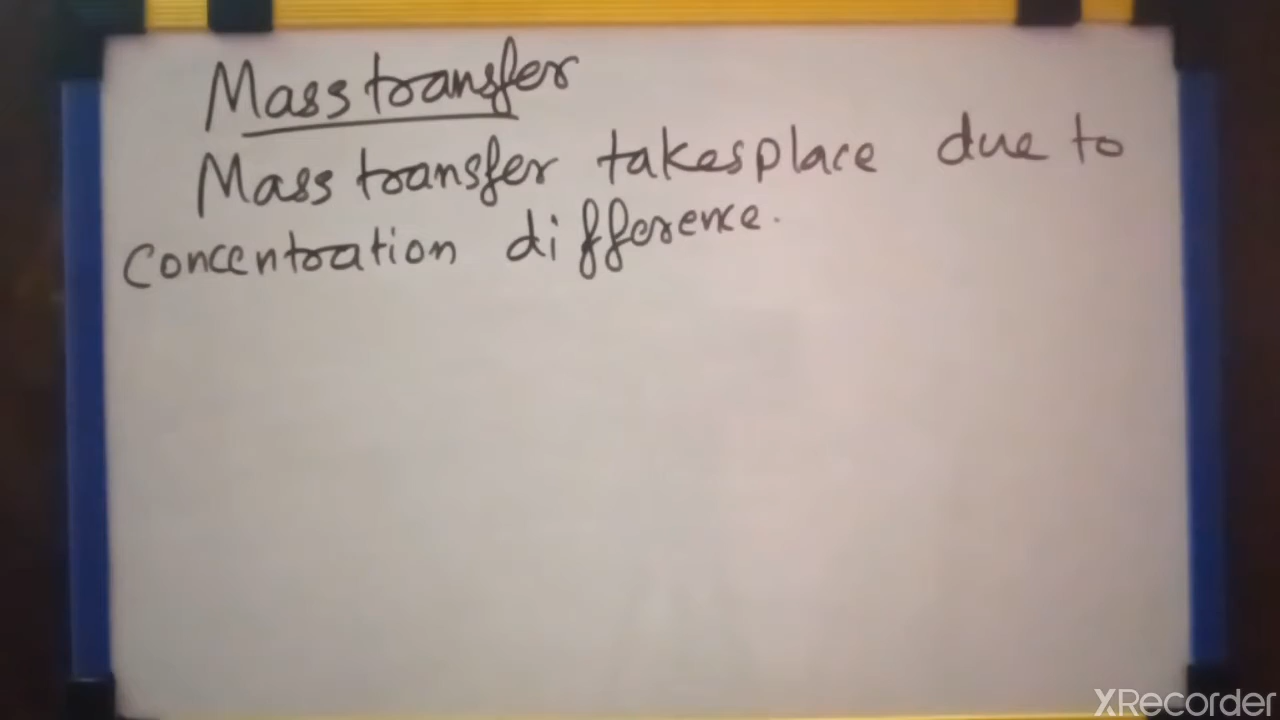 Mass transfer
Mass transfer takesplace due to
concentration difference.
XRecorder